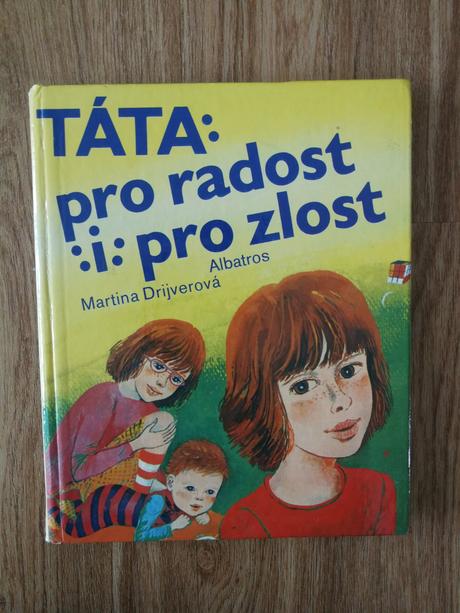 TÁTA:
pro radost
:i: pro zlost
Albatros
Martina Drijverová